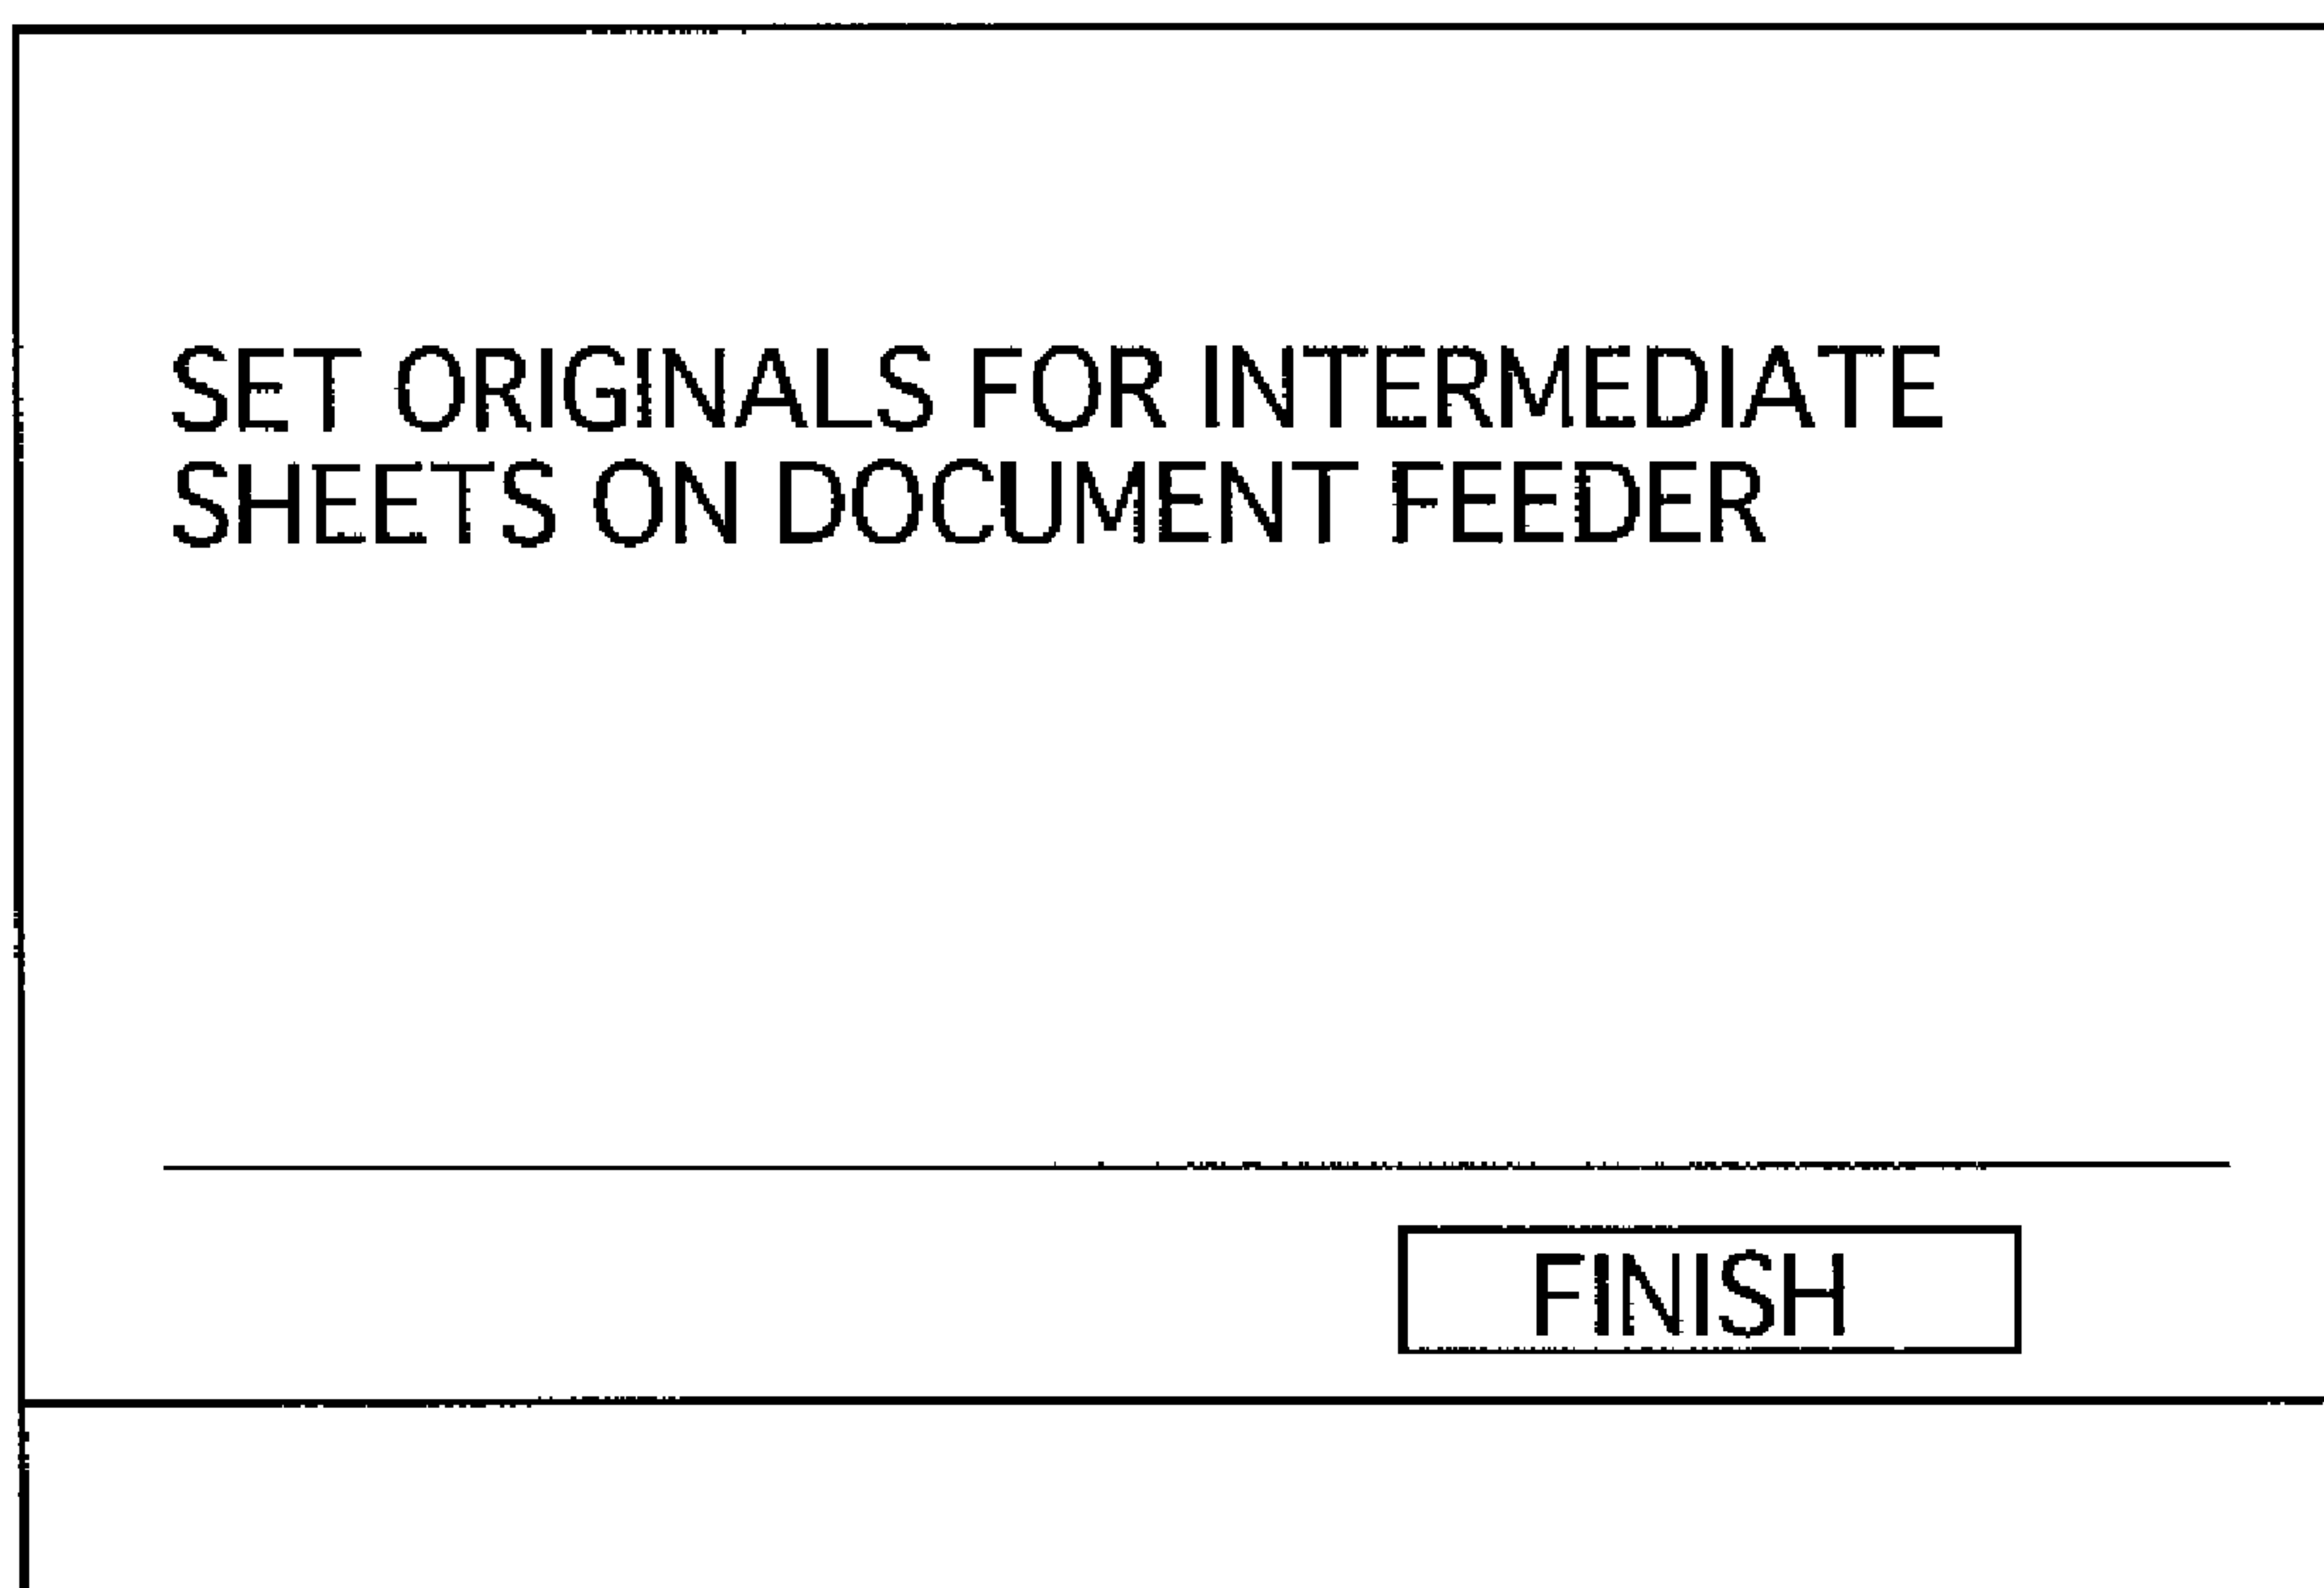 SET ORIGINALS FOR INTERMEDIATE
SHEETS ON DOCUMENT FEEDER
FINISH